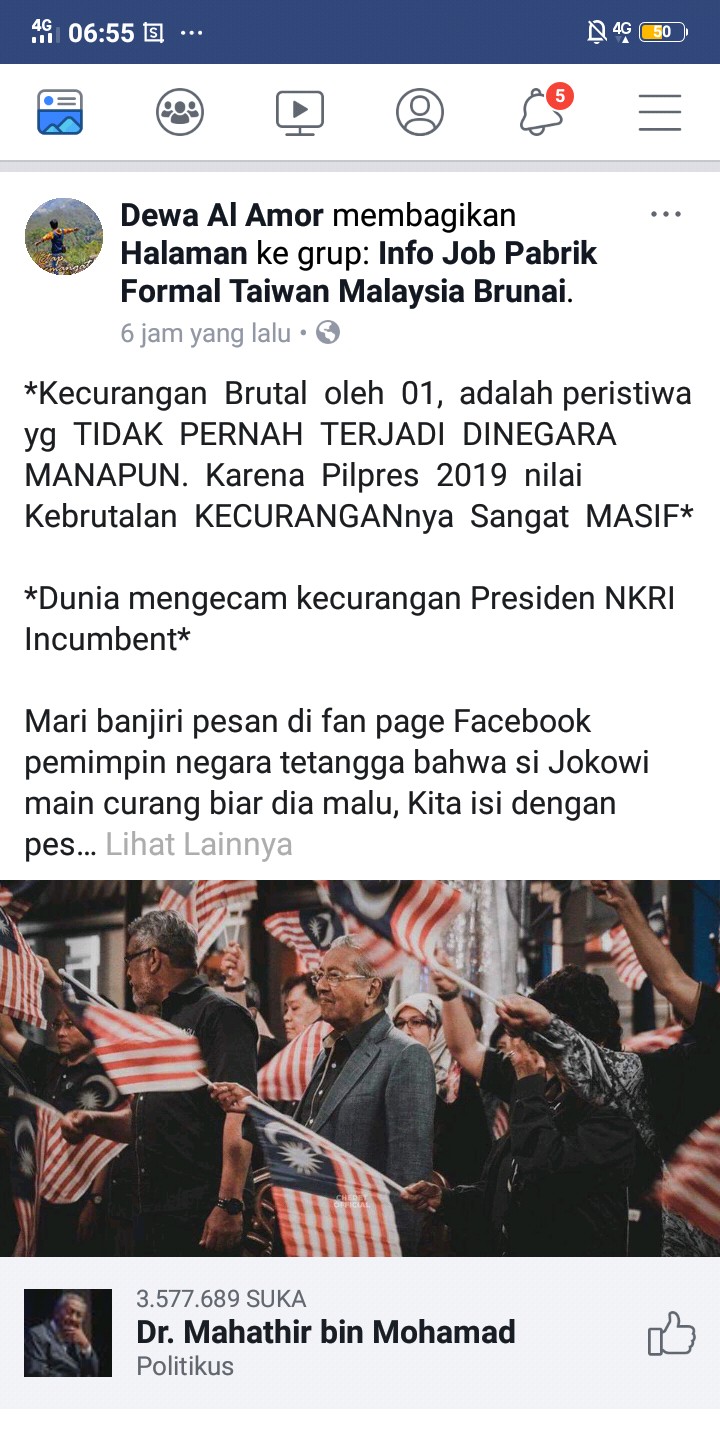 4G 06:55 S ... 4G 50
5
Dewa Al Amor membagikan
Halaman ke grup: Info Job Pabrik
Formal Taiwan Malaysia Brunai.
6 jam yang lalu •
*Kecurangan Brutal oleh 01, adalah peristiwa
yg TIDAK PERNAH TERJADI DINEGARA
MANAPUN. Karena Pilpres 2019 nilai
Kebrutalan KECURANGANnya Sangat MASIF*
*Dunia mengecam kecurangan Presiden NKRI
Incumbent*
Mari banjiri pesan di fan page Facebook
pemimpin negara tetangga bahwa si Jokowi
main curang biar dia malu, Kita isi dengan
pes... Lihat Lainnya
CHEDET
OFFICIAL
3.577.689 SUKA
Dr. Mahathir bin Mohamad
Politikus